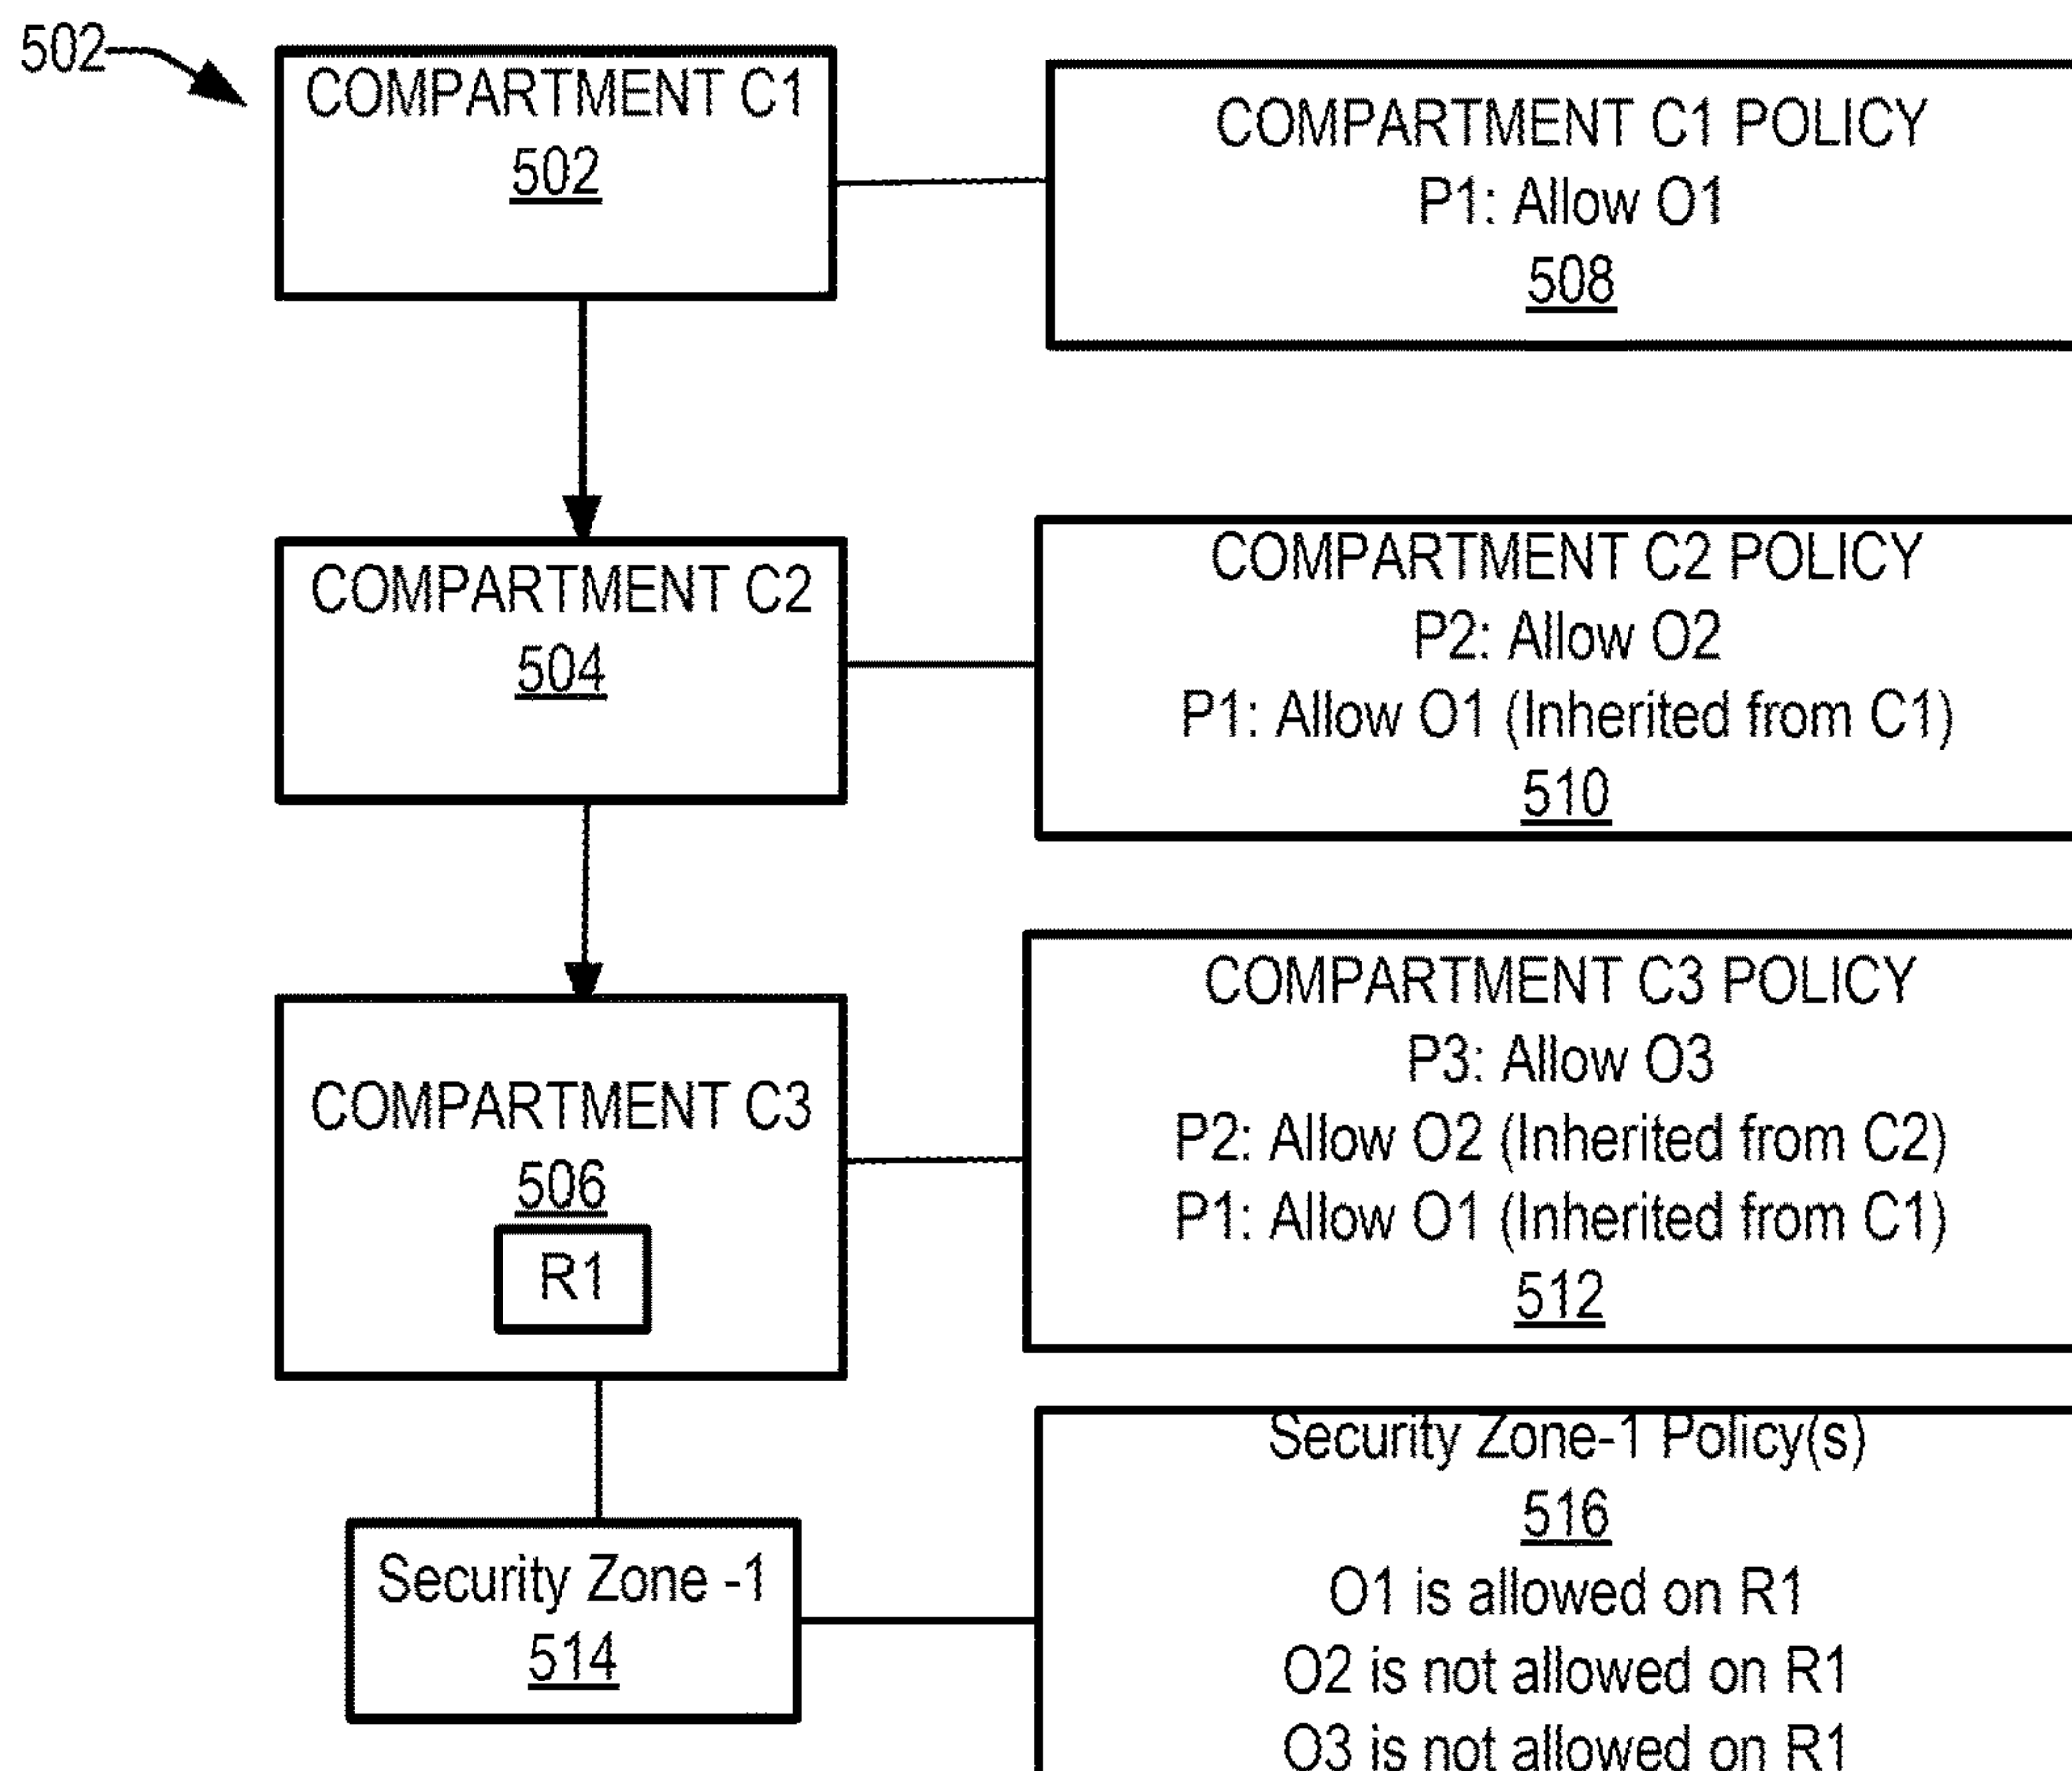 502
COMPARTMENT C1
502
COMPARTMENT C1 POLICY
P1: Allow O1
508
COMPARTMENT C2
504
COMPARTMENT C2 POLICY
P2: Allow O2
P1: Allow O1 (Inherited from C1)
510
COMPARTMENT C3
506
R1
COMPARTMENT C3 POLICY
P3: Allow O3
P2: Allow O2 (Inherited from C2)
P1: Allow O1 (Inherited from C1)
512
Security Zone -1
514
Security Zone-1 Policy(s)
516
O1 is allowed on R1
O2 is not allowed on R1
O3 is not allowed on R1